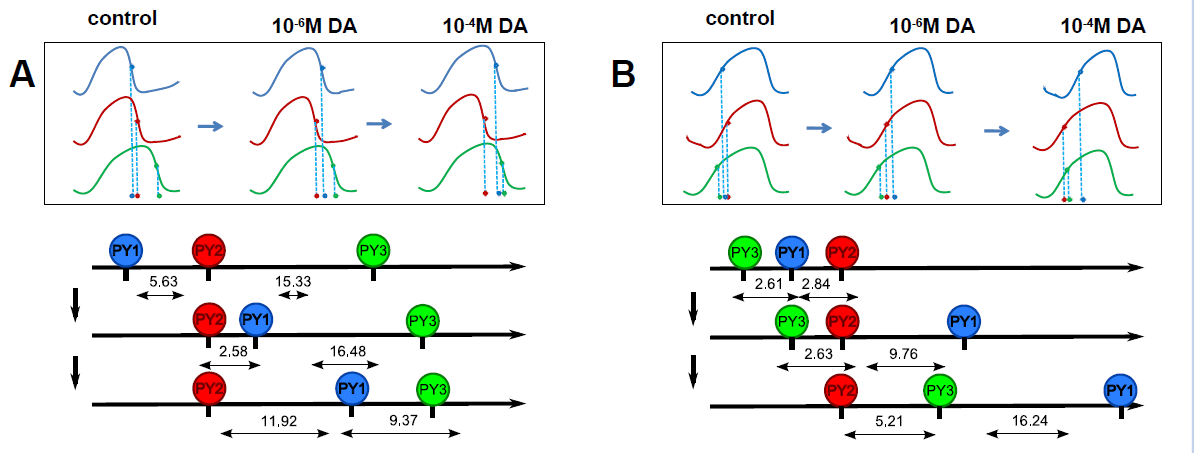 control
10⁻⁶M DA
10⁻⁴M DA
A
PY1
PY2
PY3
5.63
15.33
PY2
PY1
PY3
2.58
16.48
PY2
PY1
PY3
11.92
9.37
control
10⁻⁶M DA
10⁻⁴M DA
B
PY3
PY1
PY2
2.61
2.84
PY3
PY2
PY1
2.63
9.76
PY2
PY3
PY1
5.21
16.24